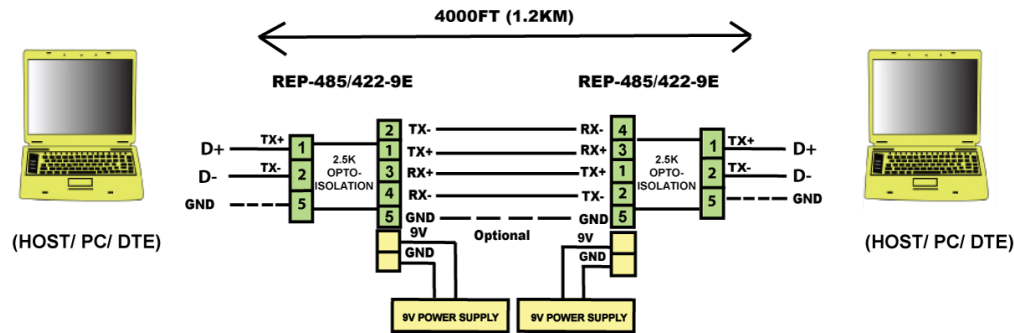 4000FT (1.2KM)
REP-485/422-9E REP-485/422-9E
2 TX- RX- 4
D+ TX+ 1 1 TX+ RX+ 3 1 TX+ D+
2.5K OPTO-ISOLATION 2.5K OPTO-ISOLATION
D- TX- 2 3 RX+ TX+ 1 2 TX- D-
4 RX- TX- 2
GND 5 5 GND Optional GND 5 5 GND
(HOST/ PC/ DTE) 9V 9V (HOST/ PC/ DTE)
GND GND
9V POWER SUPPLY 9V POWER SUPPLY